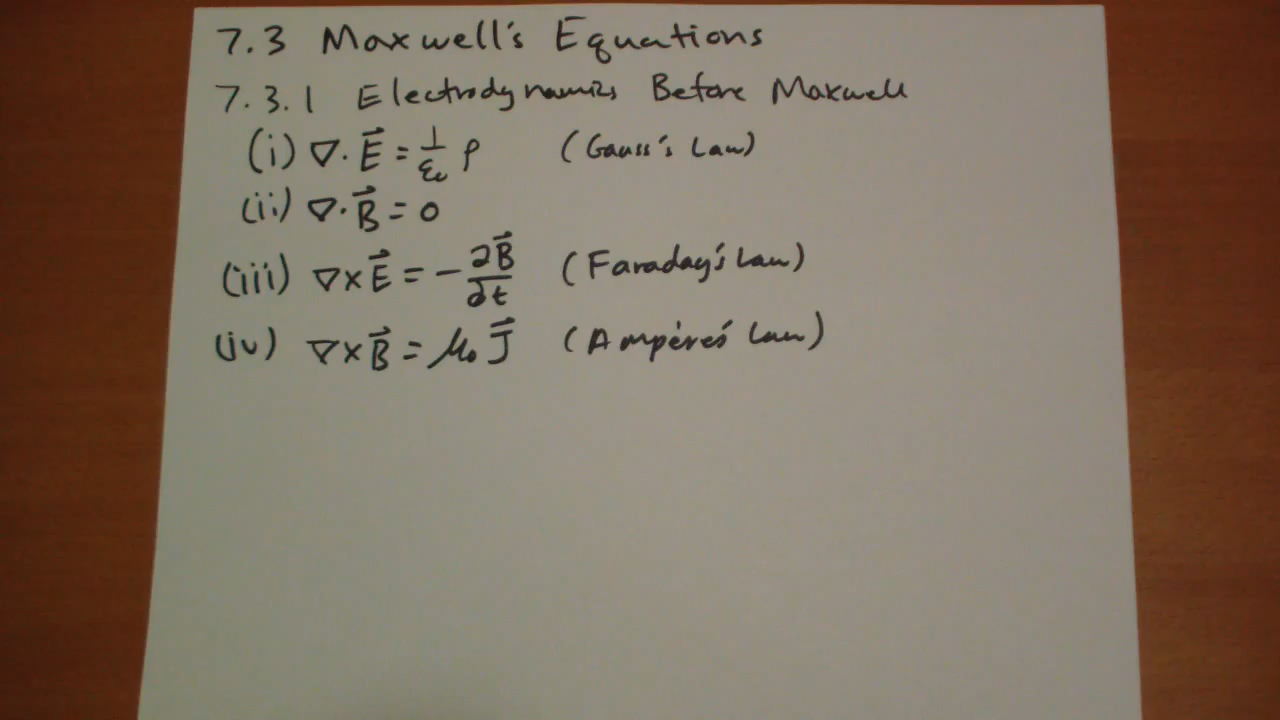 7.3 Maxwell's Equations
7.3.1 Electrodynamics Before Maxwell
(i) ∇·E⃗ = 1/ε₀ ρ (Gauss's Law)
(ii) ∇·B⃗ = 0
(iii) ∇×E⃗ = -∂B⃗/∂t (Faraday's Law)
(iv) ∇×B⃗ = μ₀ J⃗ (Ampère's Law)